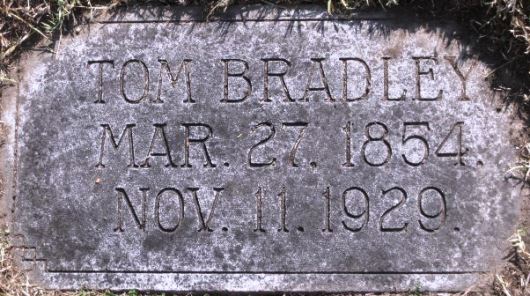 TOM BRADLEY
MAR. 27. 1854.
NOV. 11. 1929.